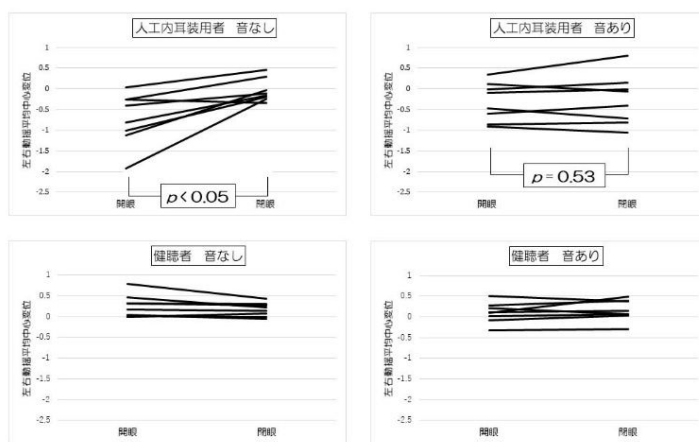 人工内耳装用者 音なし
左右動揺平均中心変位
1
0.5
0
-0.5
-1
-1.5
-2
-2.5
p<0.05
開眼
閉眼
人工内耳装用者 音あり
左右動揺平均中心変位
1
0.5
0
-0.5
-1
-1.5
-2
-2.5
p=0.53
開眼
閉眼
健聴者 音なし
左右動揺平均中心変位
1
0.5
0
-0.5
-1
-1.5
-2
-2.5
開眼
閉眼
健聴者 音あり
左右動揺平均中心変位
1
0.5
0
-0.5
-1
-1.5
-2
-2.5
開眼
閉眼